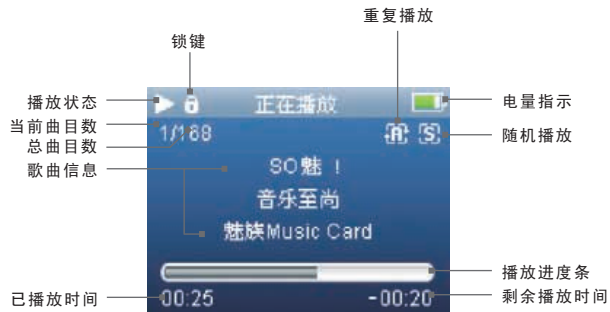 重复播放
锁键
播放状态
正在播放
电量指示
当前曲目数
1/168
A
S
随机播放
总曲目数
歌曲信息
SO魅 !
音乐至尚
魅族Music Card
播放进度条
已播放时间
00:25
-00:20
剩余播放时间